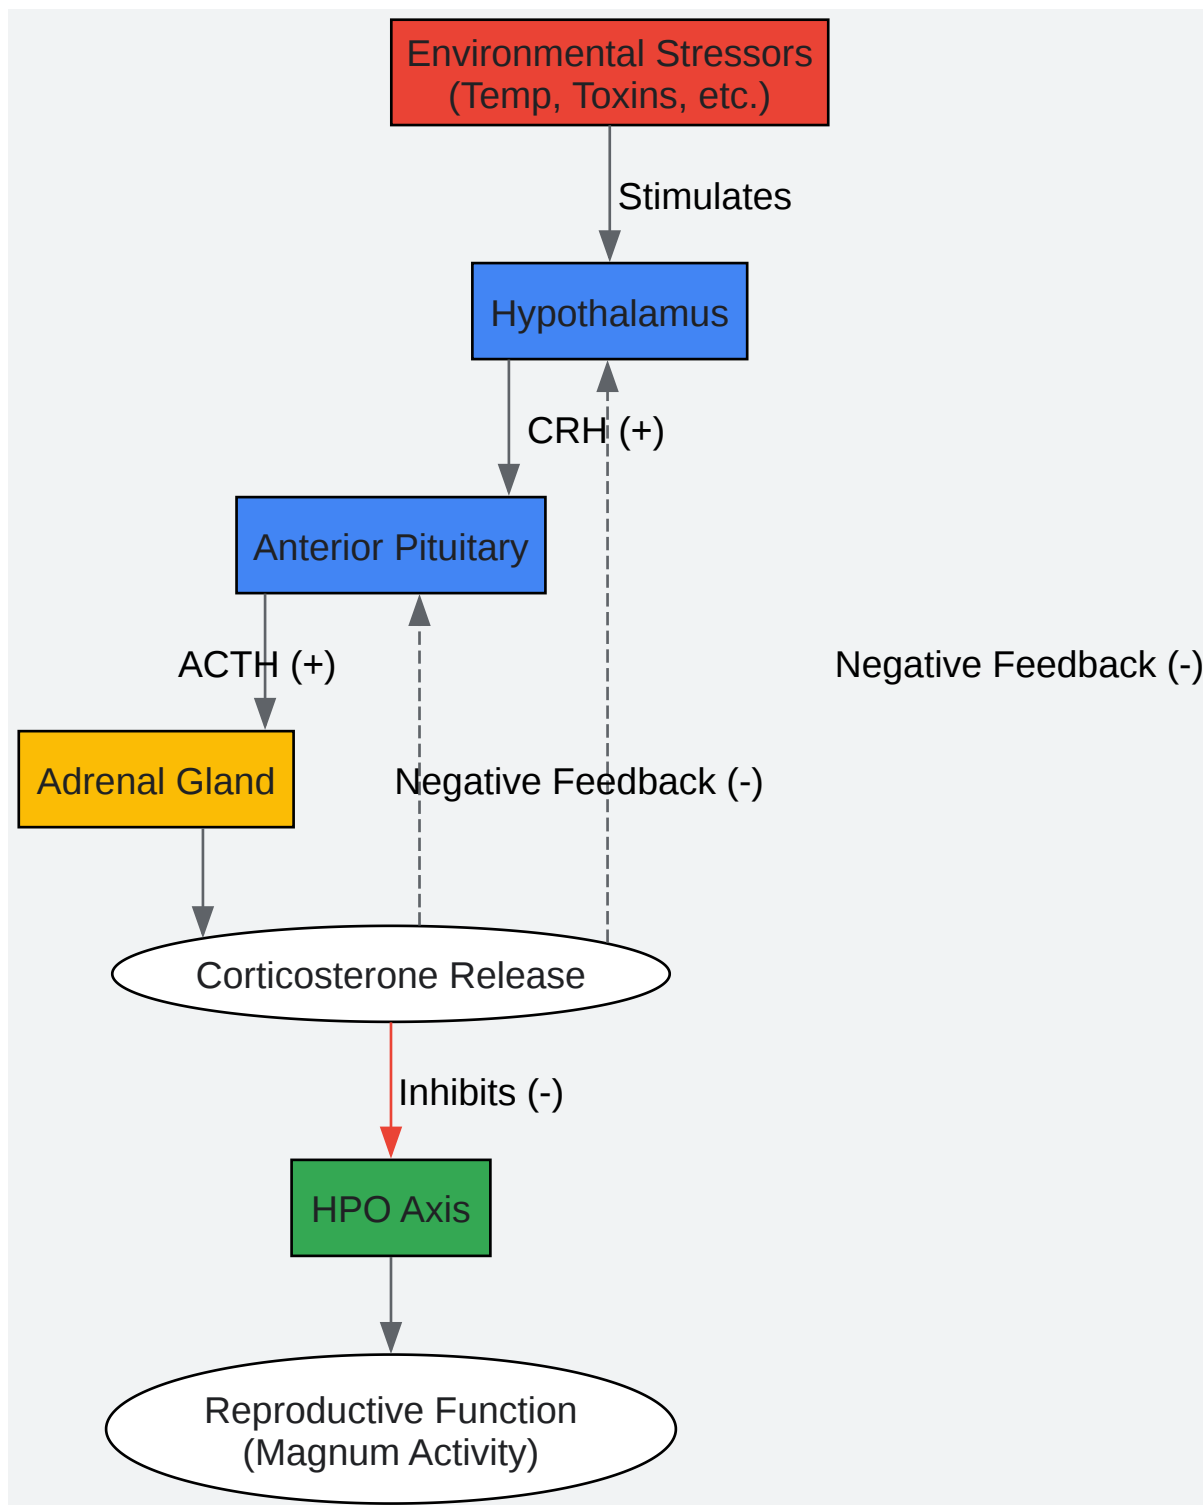 Environmental Stressors
(Temp, Toxins, etc.)
Stimulates
Hypothalamus
CRH (+)
Anterior Pituitary
ACTH (+)
Negative Feedback (-)
Adrenal Gland
Negative Feedback (-)
Corticosterone Release
Inhibits (-)
HPO Axis
Reproductive Function
(Magnum Activity)